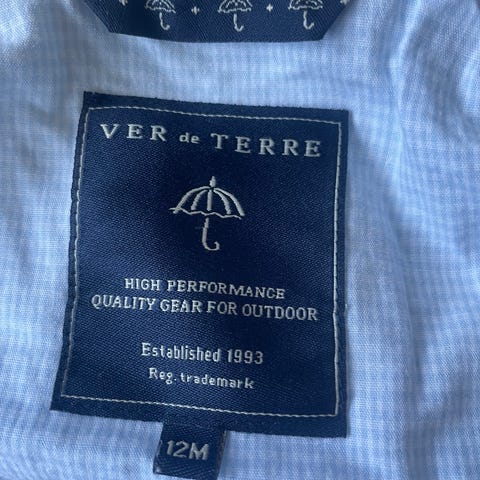 VER de TERRE
HIGH PERFORMANCE
QUALITY GEAR FOR OUTDOOR
Established 1993
Reg. trademark
12M